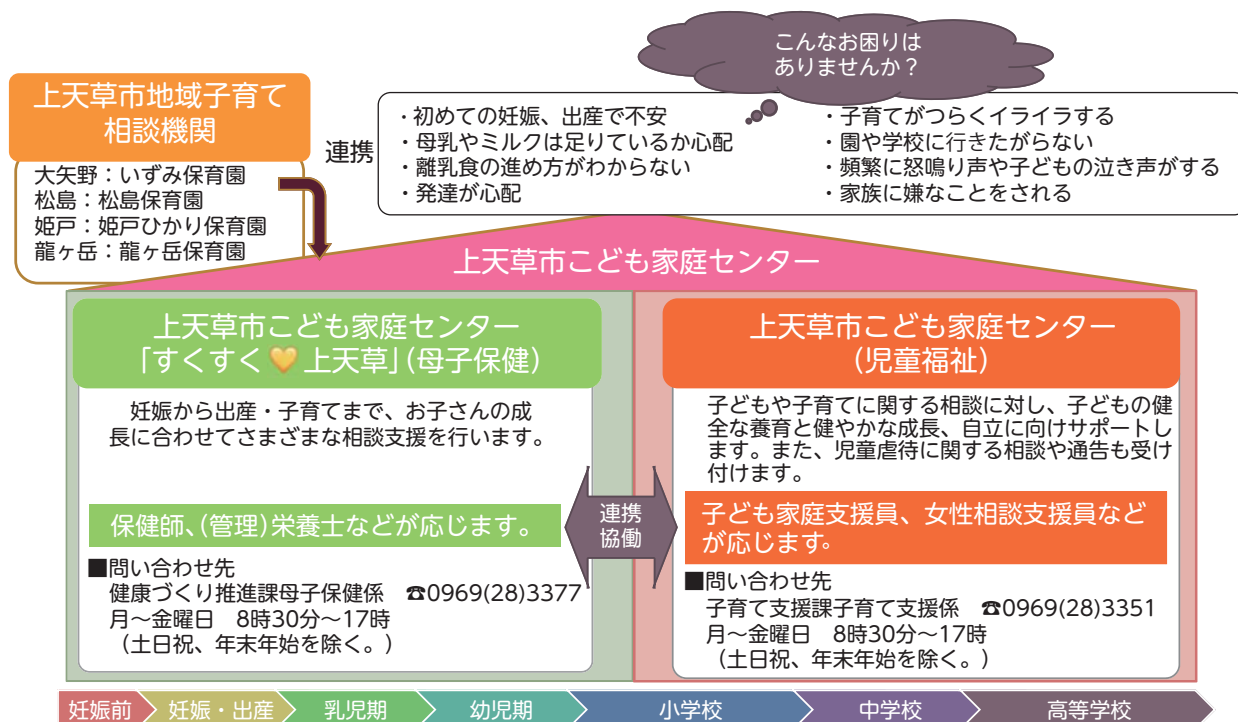 こんなお困りは
ありませんか？
上天草市地域子育て
相談機関
大矢野：いずみ保育園
松島：松島保育園
姫戸：姫戸ひかり保育園
龍ヶ岳：龍ヶ岳保育園
連携
・初めての妊娠、出産で不安
・母乳やミルクは足りているか心配
・離乳食の進め方がわからない
・発達が心配
・子育てがつらくイライラする
・園や学校に行きたがらない
・頻繁に怒鳴り声や子どもの泣き声がする
・家族に嫌なことをされる
上天草市こども家庭センター
上天草市こども家庭センター
「すくすく💛上天草」(母子保健)
妊娠から出産・子育てまで、お子さんの成
長に合わせてさまざまな相談支援を行います。
保健師、(管理)栄養士などが応じます。
■問い合わせ先
健康づくり推進課母子保健係　☎0969(28)3377
月～金曜日　8時30分～17時
（土日祝、年末年始を除く。）
連携
協働
上天草市こども家庭センター
(児童福祉)
子どもや子育てに関する相談に対し、子どもの健
全な養育と健やかな成長、自立に向けサポートし
ます。また、児童虐待に関する相談や通告も受け
付けます。
子ども家庭支援員、女性相談支援員など
が応じます。
■問い合わせ先
子育て支援課子育て支援係　☎0969(28)3351
月～金曜日　8時30分～17時
（土日祝、年末年始を除く。）
妊娠前
妊娠・出産
乳児期
幼児期
小学校
中学校
高等学校